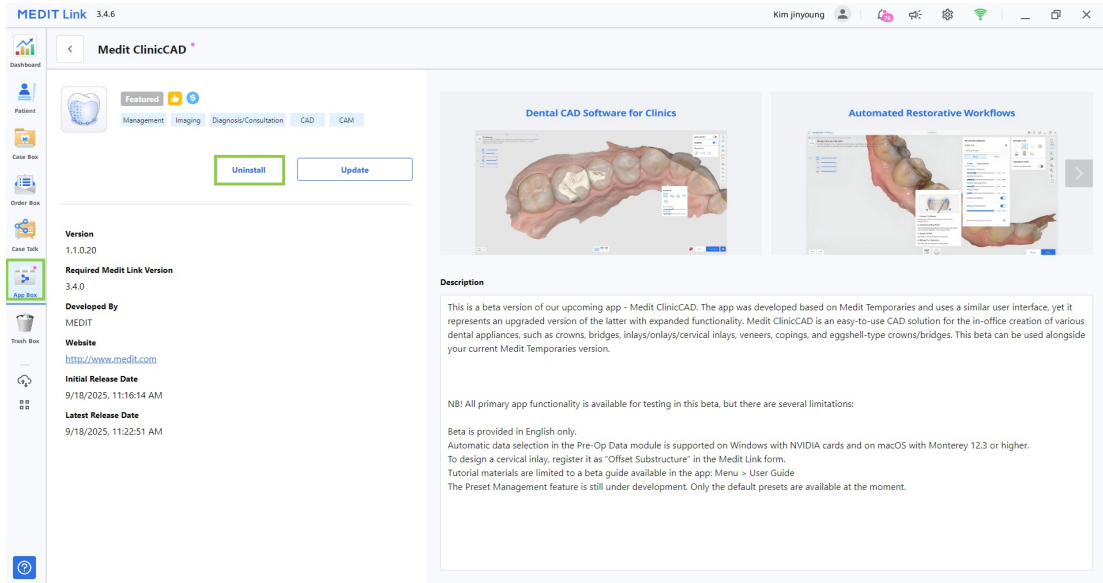 MEDIT Link 3.4.6
Kim jinyoung
76
Dashboard
Patient
Case Box
Order Box
Case Talk
App Box
Trash Box
Medit ClinicCAD
Featured
Management Imaging Diagnosis/Consultation CAD CAM
Uninstall Update
Version
1.1.0.20
Required Medit Link Version
3.4.0
Developed By
MEDIT
Website
http://www.medit.com
Initial Release Date
9/18/2025, 11:16:14 AM
Latest Release Date
9/18/2025, 11:22:51 AM
Dental CAD Software for Clinics
Automated Restorative Workflows
Description
This is a beta version of our upcoming app - Medit ClinicCAD. The app was developed based on Medit Temporaries and uses a similar user interface, yet it
represents an upgraded version of the latter with expanded functionality. Medit ClinicCAD is an easy-to-use CAD solution for the in-office creation of various
dental appliances, such as crowns, bridges, inlays/onlays/cervical inlays, veneers, copings, and eggshell-type crowns/bridges. This beta can be used alongside
your current Medit Temporaries version.
NB! All primary app functionality is available for testing in this beta, but there are several limitations:
Beta is provided in English only.
Automatic data selection in the Pre-Op Data module is supported on Windows with NVIDIA cards and on macOS with Monterey 12.3 or higher.
To design a cervical inlay, register it as "Offset Substructure" in the Medit Link form.
Tutorial materials are limited to a beta guide available in the app: Menu > User Guide
The Preset Management feature is still under development. Only the default presets are available at the moment.